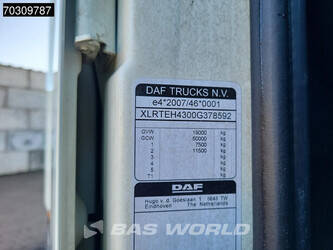 70309787
DAF TRUCKS N.V.
e4*2007/46*0001
XLRTEH4300G378592
GVW 19000 kg
GCW 50000 kg
1 7500 kg
2 11500 kg
3 kg
4 kg
5 kg
T1 kg
DAF
Hugo v. d. Goeslaan 1 5643 TW
Eindhoven The Netherlands
BAS WORLD